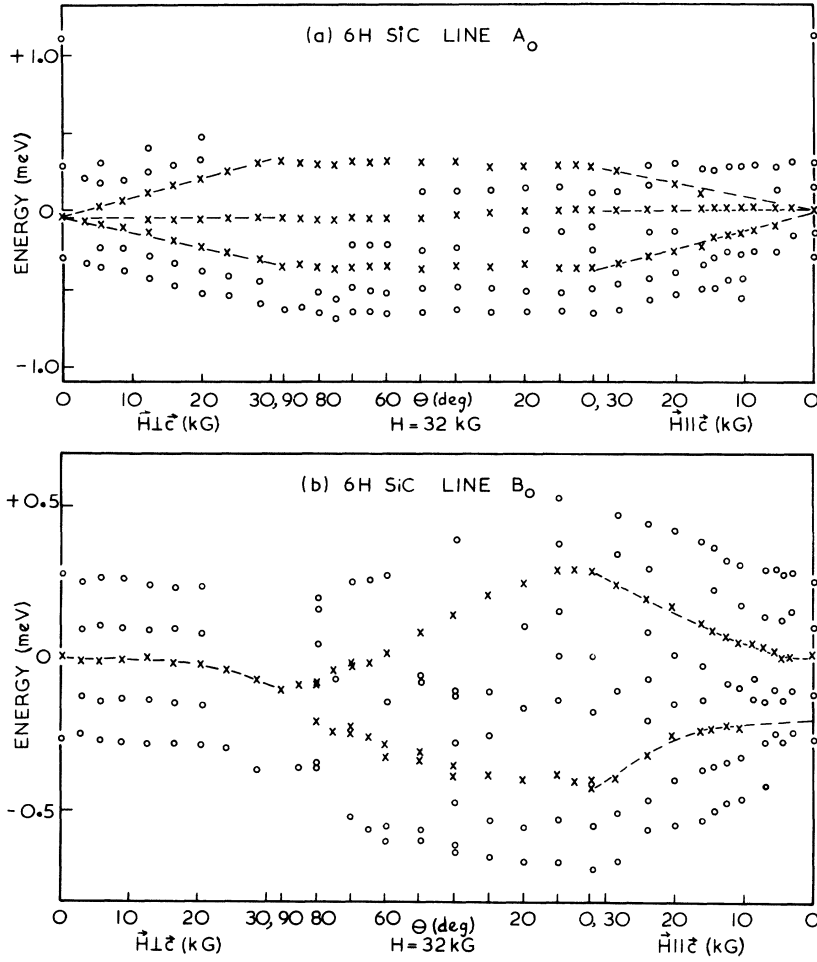 (a) 6H SiC LINE A₀
+1.0
0
-1.0
ENERGY (meV)
0 10 20 30,90 80 60 Θ(deg) 20 0,30 20 10 0
H⃗⊥c⃗ (kG) H = 32 kG H⃗||c⃗ (kG)
(b) 6H SiC LINE B₀
+0.5
0
-0.5
ENERGY (meV)
0 10 20 30,90 80 60 Θ(deg) 20 0,30 20 10 0
H⃗⊥c⃗ (kG) H = 32 kG H⃗||c⃗ (kG)